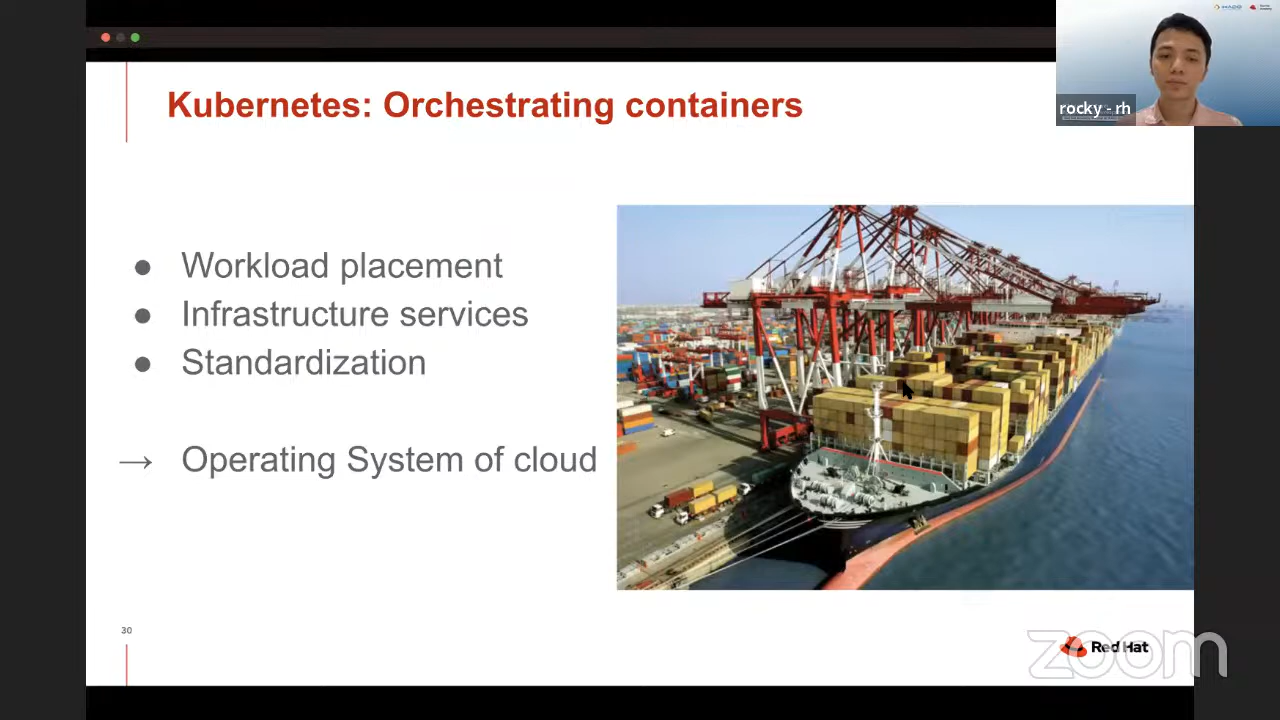 Kubernetes: Orchestrating containers
rocky - rh
● Workload placement
● Infrastructure services
● Standardization
→ Operating System of cloud
30
Red Hat
zoom